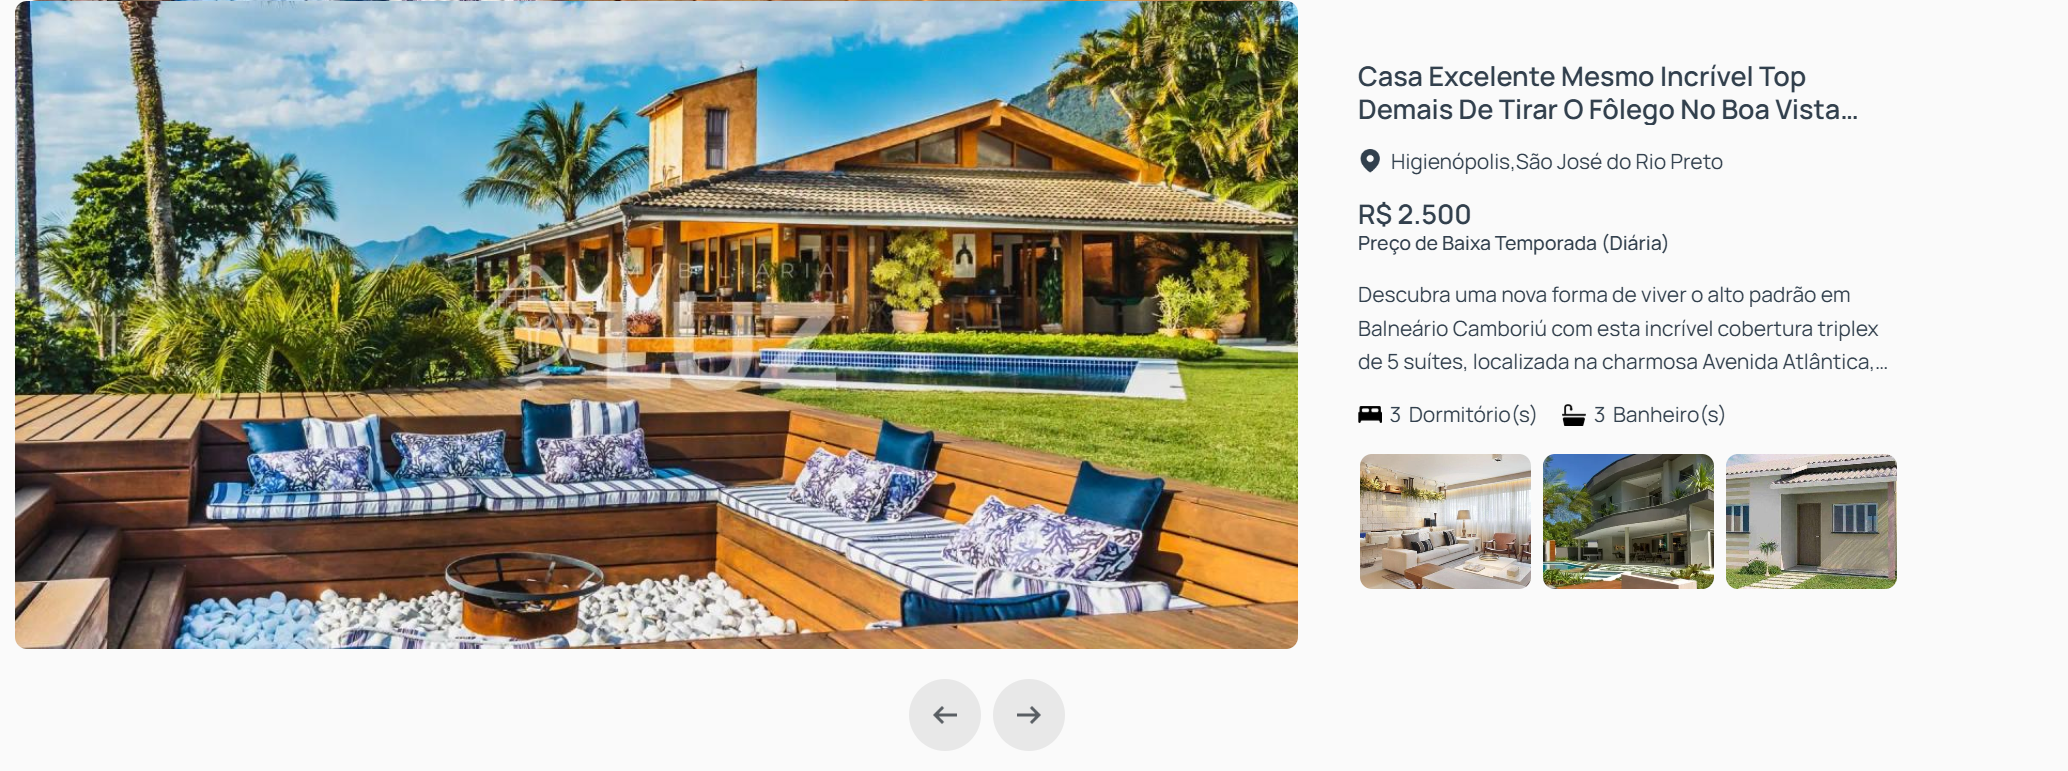 IMOBILIÁRIA
LUZ
Casa Excelente Mesmo Incrível Top
Demais De Tirar O Fôlego No Boa Vista...
Higienópolis,São José do Rio Preto
R$ 2.500
Preço de Baixa Temporada (Diária)
Descubra uma nova forma de viver o alto padrão em
Balneário Camboriú com esta incrível cobertura triplex
de 5 suítes, localizada na charmosa Avenida Atlântica,...
3 Dormitório(s) 3 Banheiro(s)